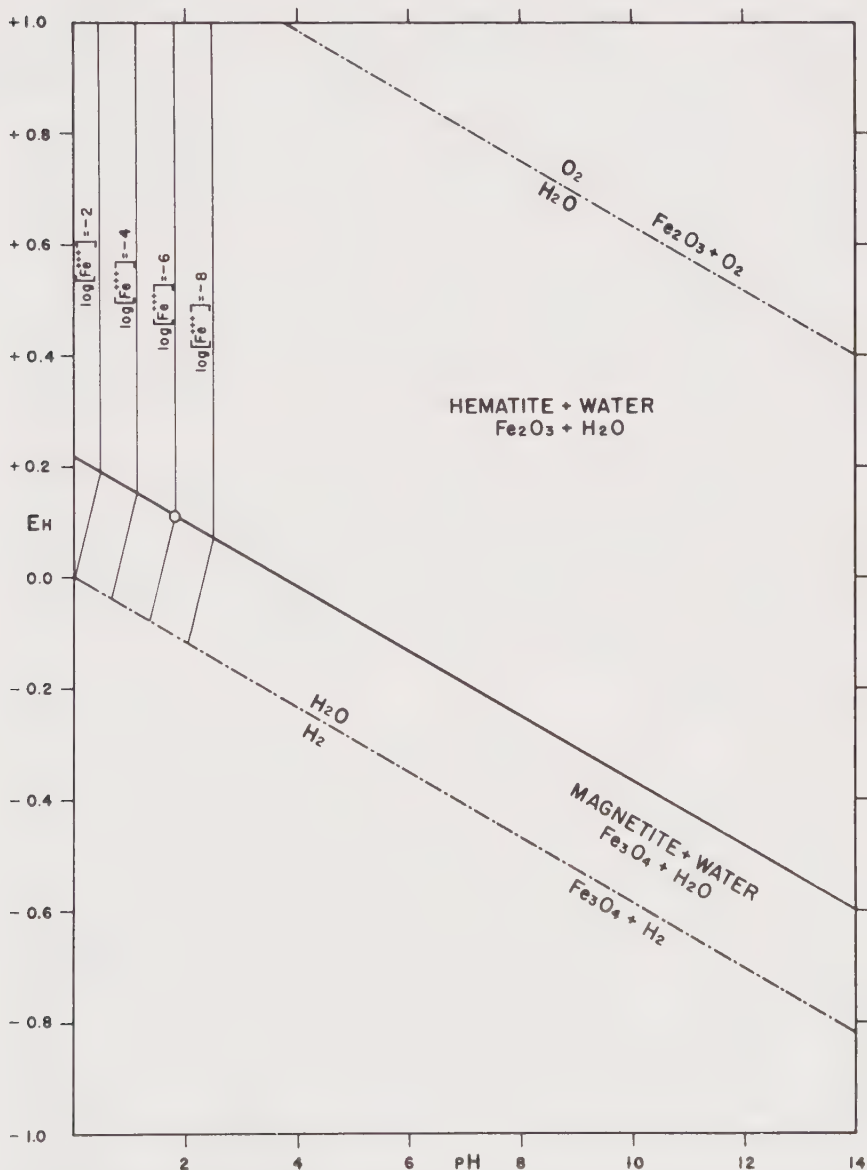 +1.0
+0.8
+0.6
+0.4
+0.2
EH
0.0
-0.2
-0.4
-0.6
-0.8
-1.0
log[Fe+++]=-2
log[Fe+++]=-4
log[Fe+++]=-6
log[Fe+++]=-8
O2
H2O
Fe2O3+O2
HEMATITE + WATER
Fe2O3 + H2O
H2O
H2
MAGNETITE + WATER
Fe3O4 + H2O
Fe3O4 + H2
2 4 6 pH 8 10 12 14